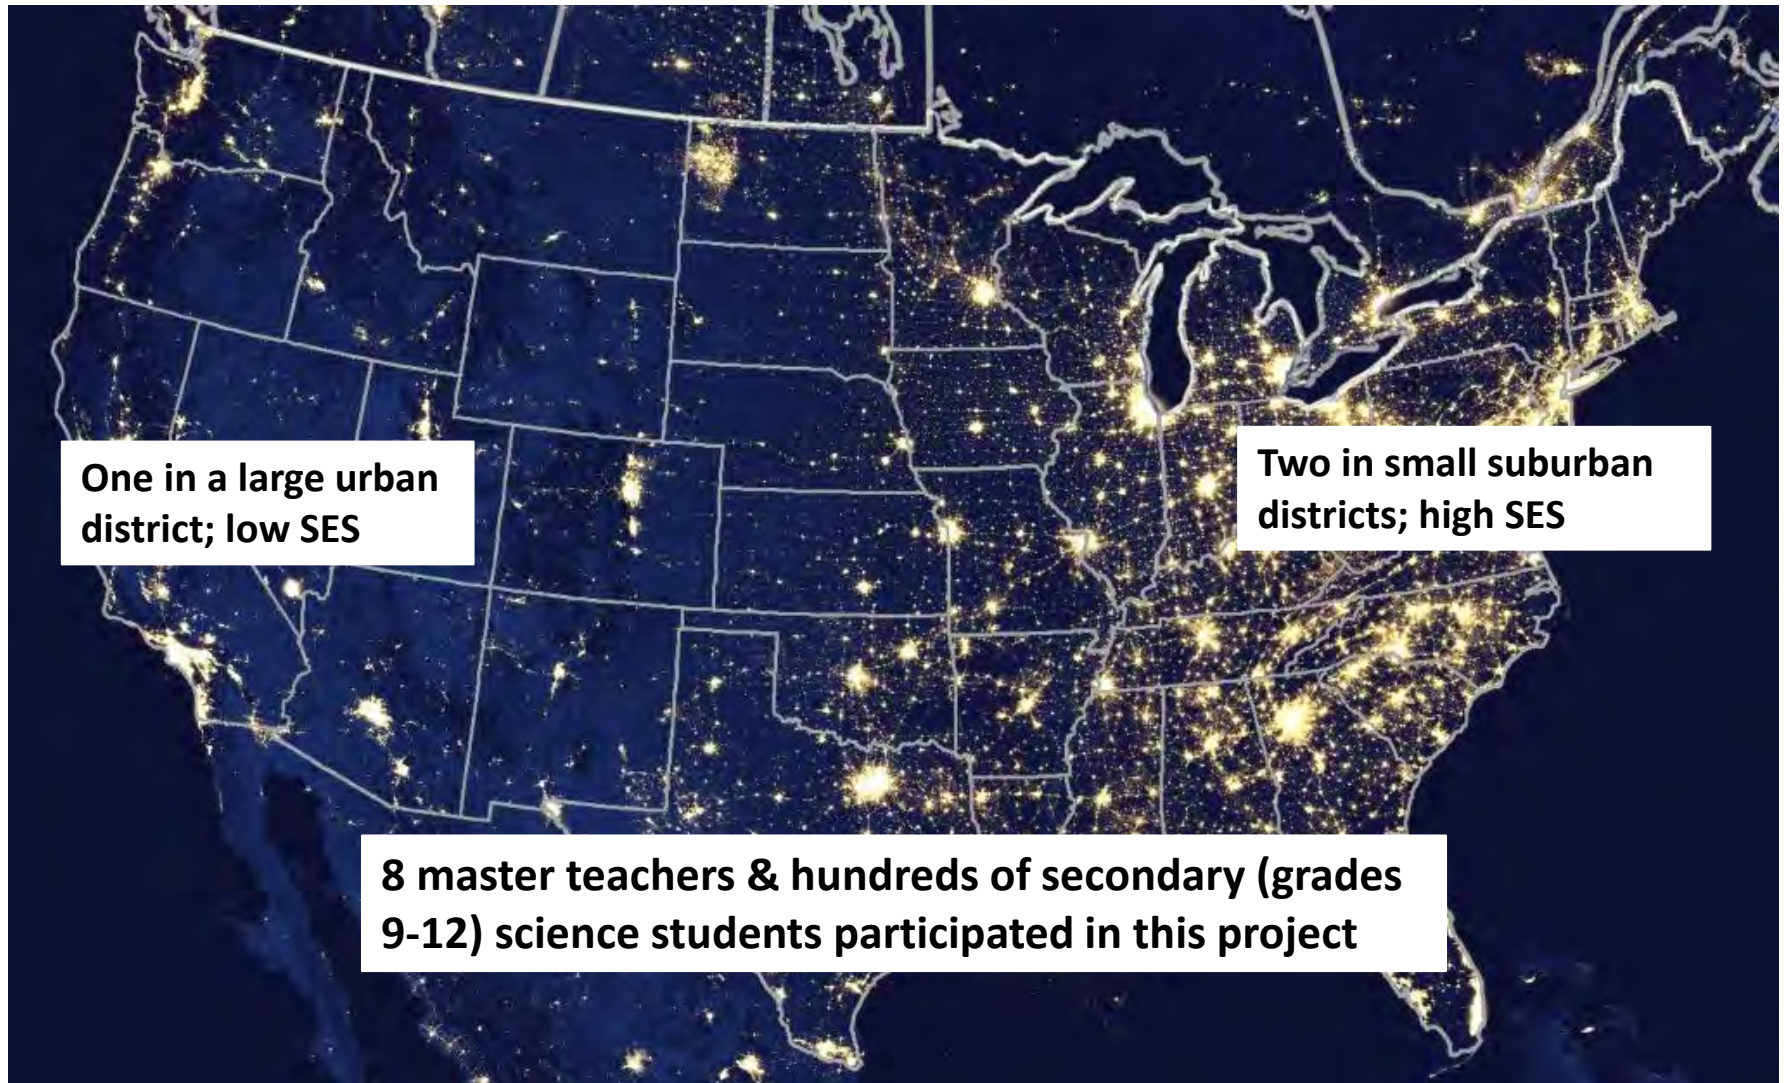 One in a large urban
district; low SES
Two in small suburban
districts; high SES
8 master teachers & hundreds of secondary (grades
9-12) science students participated in this project